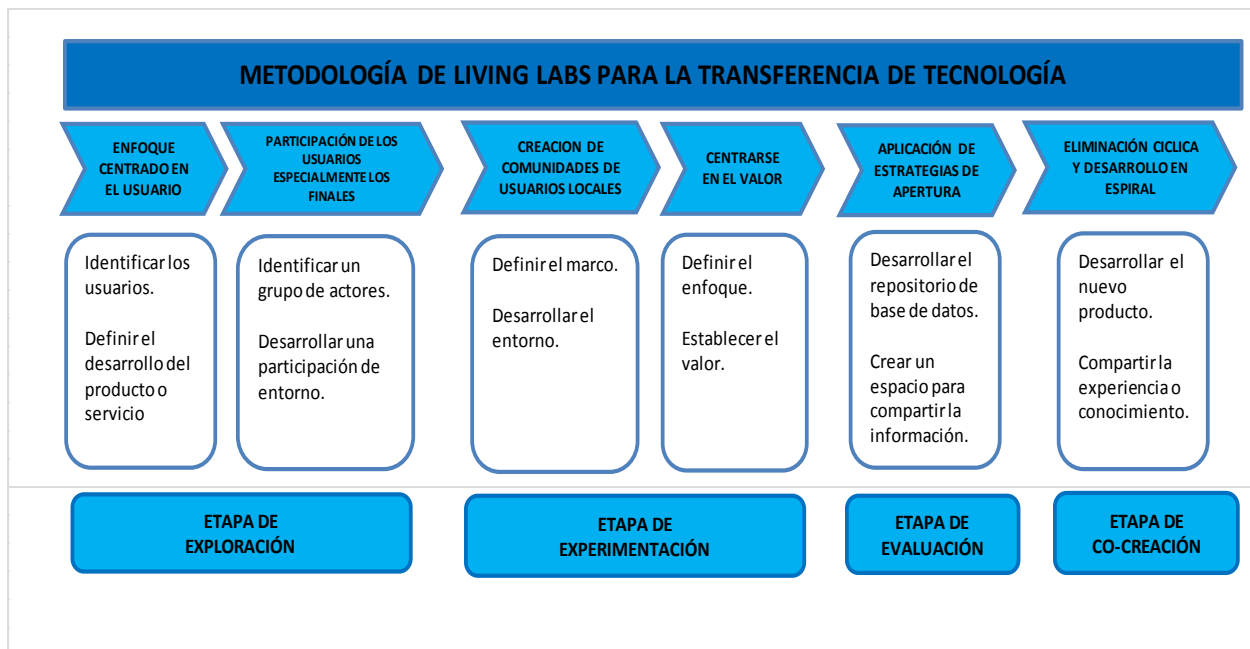 METODOLOGÍA DE LIVING LABS PARA LA TRANSFERENCIA DE TECNOLOGÍA
ENFOQUE
CENTRADO EN
EL USUARIO
PARTICIPACIÓN DE LOS
USUARIOS
ESPECIALMENTE LOS
FINALES
CREACION DE
COMUNIDADES DE
USUARIOS LOCALES
CENTRARSE
EN EL VALOR
APLICACIÓN DE
ESTRATEGIAS DE
APERTURA
ELIMINACIÓN CICLICA
Y DESARROLLO EN
ESPIRAL
Identificar los
usuarios.
Definir el
desarrollo del
producto o
servicio
Identificar un
grupo de actores.
Desarrollar una
participación de
entorno.
Definir el marco.
Desarrollar el
entorno.
Definir el
enfoque.
Establecer el
valor.
Desarrollar el
repositorio de
base de datos.
Crear un
espacio para
compartir la
información.
Desarrollar el
nuevo
producto.
Compartir la
experiencia o
conocimiento.
ETAPA DE
EXPLORACIÓN
ETAPA DE
EXPERIMENTACIÓN
ETAPA DE
EVALUACIÓN
ETAPA DE
CO-CREACIÓN